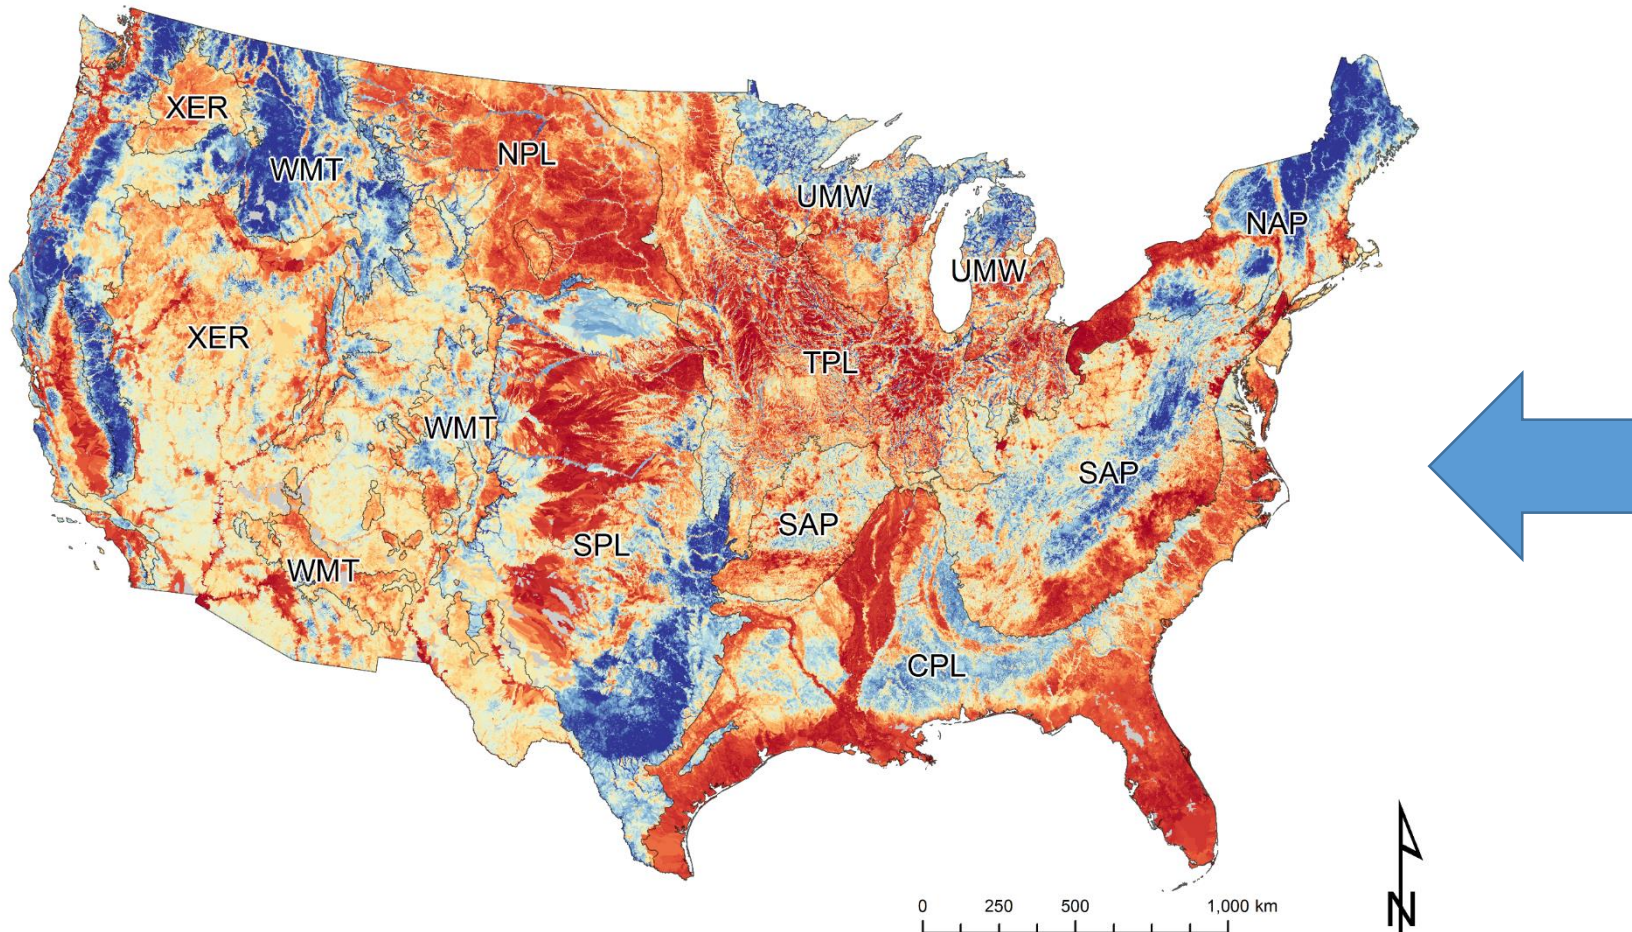 XER
NPL
WMT
UMW
NAP
UMW
XER
TPL
WMT
SAP
SAP
SPL
WMT
CPL
0 250 500 1,000 km
N